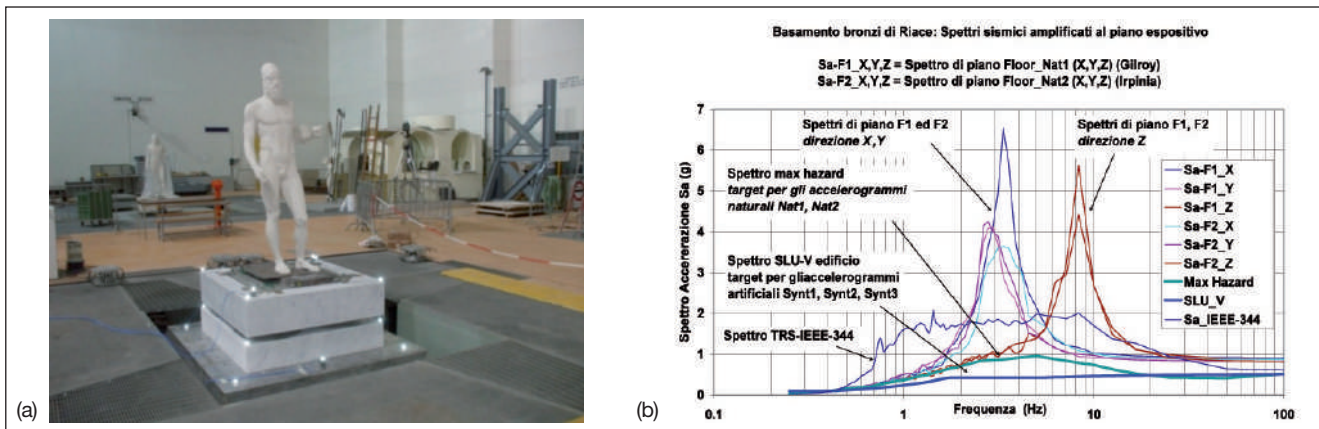 (a)
(b)
Basamento bronzi di Riace: Spettri sismici amplificati al piano espositivo
Sa-F1_X,Y,Z = Spettro di piano Floor_Nat1 (X,Y,Z) (Gilroy)
Sa-F2_X,Y,Z = Spettro di piano Floor_Nat2 (X,Y,Z) (Irpinia)
Spettro Accererazione Sa (g)
7
6
5
4
3
2
1
0
Spettri di piano F1 ed F2
direzione X,Y
Spettri di piano F1, F2
direzione Z
Spettro max hazard
target per gli accelerogrammi
naturali Nat1, Nat2
Spettro SLU-V edificio
target per gliaccelerogrammi
artificiali Synt1, Synt2, Synt3
Spettro TRS-IEEE-344
Sa-F1_X
Sa-F1_Y
Sa-F1_Z
Sa-F2_X
Sa-F2_Y
Sa-F2_Z
Max Hazard
SLU_V
Sa_IEEE-344
0.1
1
10
100
Frequenza (Hz)